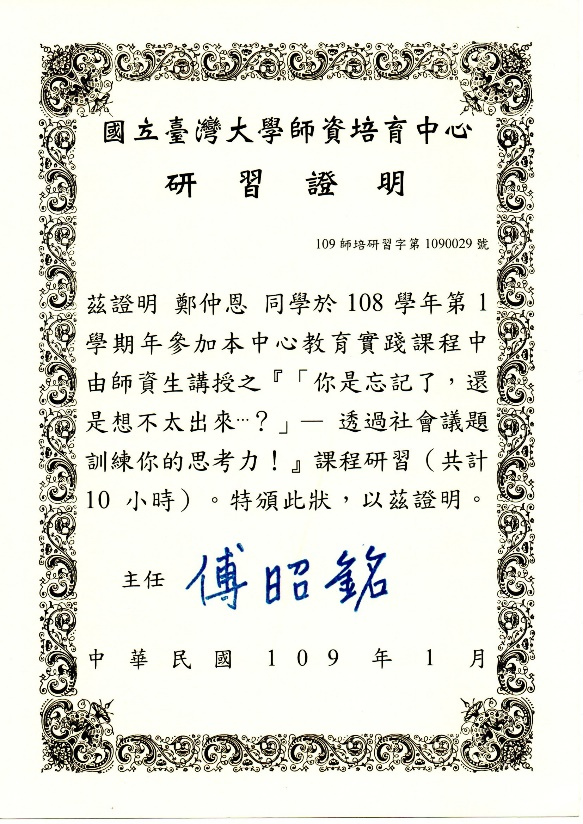 國立臺灣大學師資培育中心
研習證明
109 師培研習字第 1090029 號
茲證明 鄭仲恩 同學於 108 學年第 1
學期年參加本中心教育實踐課程中
由師資生講授之『「你是忘記了，還
是想不太出來…？」— 透過社會議題
訓練你的思考力！』課程研習（共計
10 小時）。特頒此狀，以茲證明。
主任 傅昭銘
中華民國 109 年 1 月